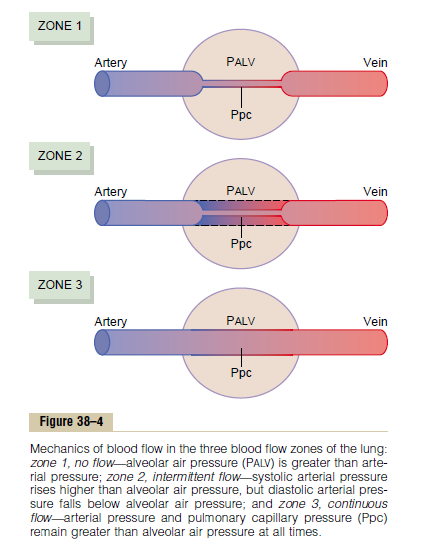 ZONE 1
Artery
PALV
Vein
Ppc
ZONE 2
Artery
PALV
Vein
Ppc
ZONE 3
Artery
PALV
Vein
Ppc
Figure 38–4
Mechanics of blood flow in the three blood flow zones of the lung:
zone 1, no flow—alveolar air pressure (PALV) is greater than arte-
rial pressure; zone 2, intermittent flow—systolic arterial pressure
rises higher than alveolar air pressure, but diastolic arterial pres-
sure falls below alveolar air pressure; and zone 3, continuous
flow—arterial pressure and pulmonary capillary pressure (Ppc)
remain greater than alveolar air pressure at all times.